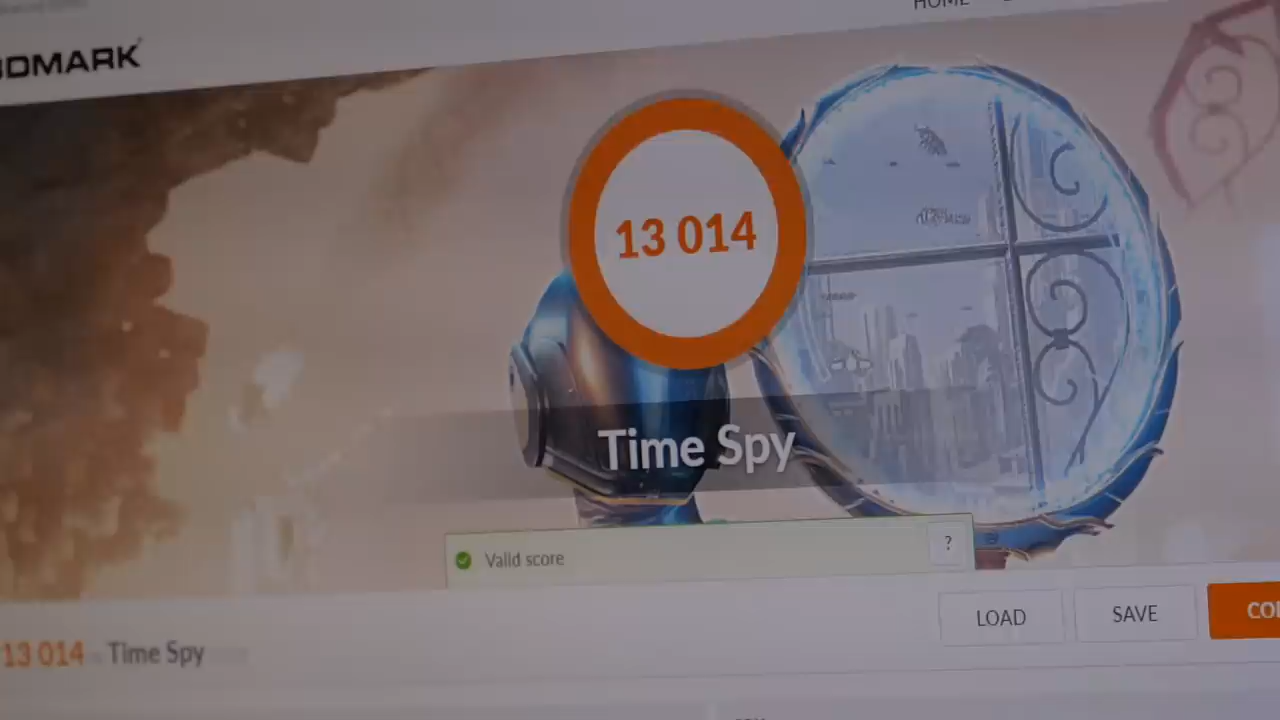 3DMARK
HOME
13 014
Time Spy
Valid score
?
LOAD
SAVE
13 014 Time Spy